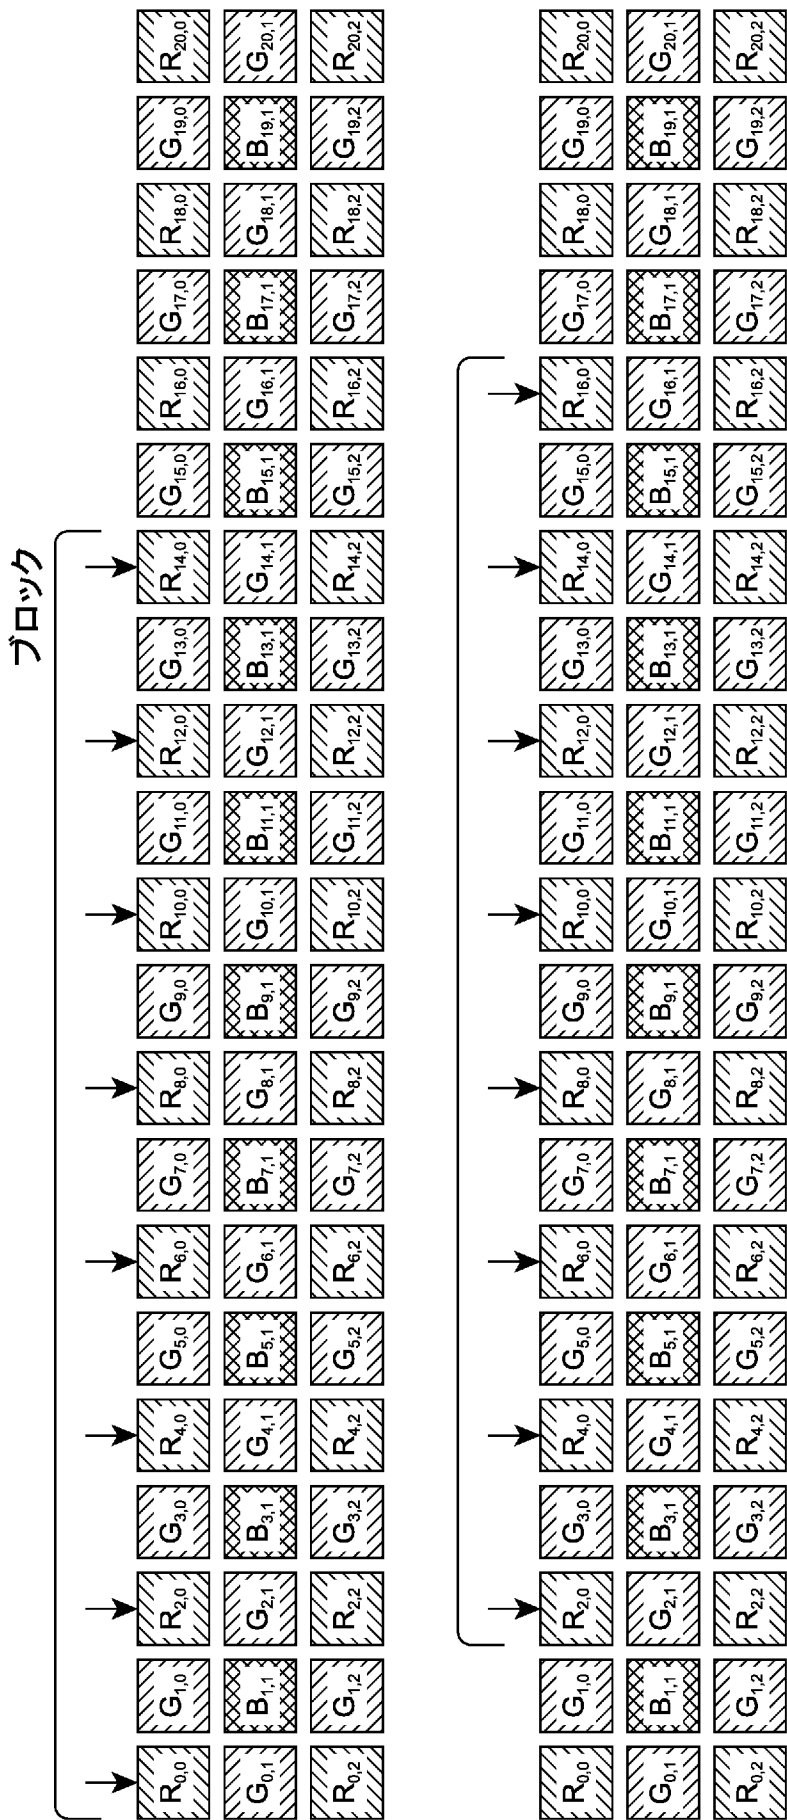 ブロック
R0,0 G1,0 R2,0 G3,0 R4,0 G5,0 R6,0 G7,0 R8,0 G9,0 R10,0 G11,0 R12,0 G13,0 R14,0 G15,0 R16,0 G17,0 R18,0 G19,0 R20,0
G0,1 B1,1 G2,1 B3,1 G4,1 B5,1 G6,1 B7,1 G8,1 B9,1 G10,1 B11,1 G12,1 B13,1 G14,1 B15,1 G16,1 B17,1 G18,1 B19,1 G20,1
R0,2 G1,2 R2,2 G3,2 R4,2 G5,2 R6,2 G7,2 R8,2 G9,2 R10,2 G11,2 R12,2 G13,2 R14,2 G15,2 R16,2 G17,2 R18,2 G19,2 R20,2
R0,0 G1,0 R2,0 G3,0 R4,0 G5,0 R6,0 G7,0 R8,0 G9,0 R10,0 G11,0 R12,0 G13,0 R14,0 G15,0 R16,0 G17,0 R18,0 G19,0 R20,0
G0,1 B1,1 G2,1 B3,1 G4,1 B5,1 G6,1 B7,1 G8,1 B9,1 G10,1 B11,1 G12,1 B13,1 G14,1 B15,1 G16,1 B17,1 G18,1 B19,1 G20,1
R0,2 G1,2 R2,2 G3,2 R4,2 G5,2 R6,2 G7,2 R8,2 G9,2 R10,2 G11,2 R12,2 G13,2 R14,2 G15,2 R16,2 G17,2 R18,2 G19,2 R20,2